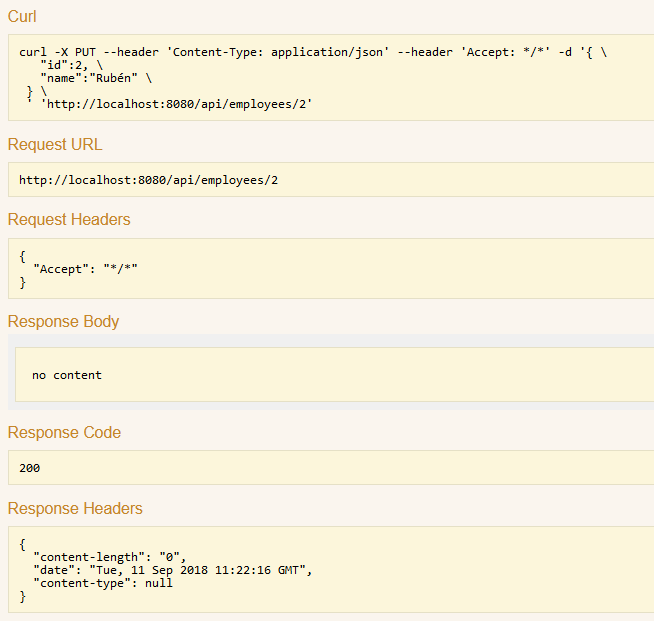 Curl
curl -X PUT --header 'Content-Type: application/json' --header 'Accept: */*' -d '{ \
   "id":2, \
   "name":"Rubén" \
 } \
 ' 'http://localhost:8080/api/employees/2'
Request URL
http://localhost:8080/api/employees/2
Request Headers
{
  "Accept": "*/*"
}
Response Body
no content
Response Code
200
Response Headers
{
  "content-length": "0",
  "date": "Tue, 11 Sep 2018 11:22:16 GMT",
  "content-type": null
}